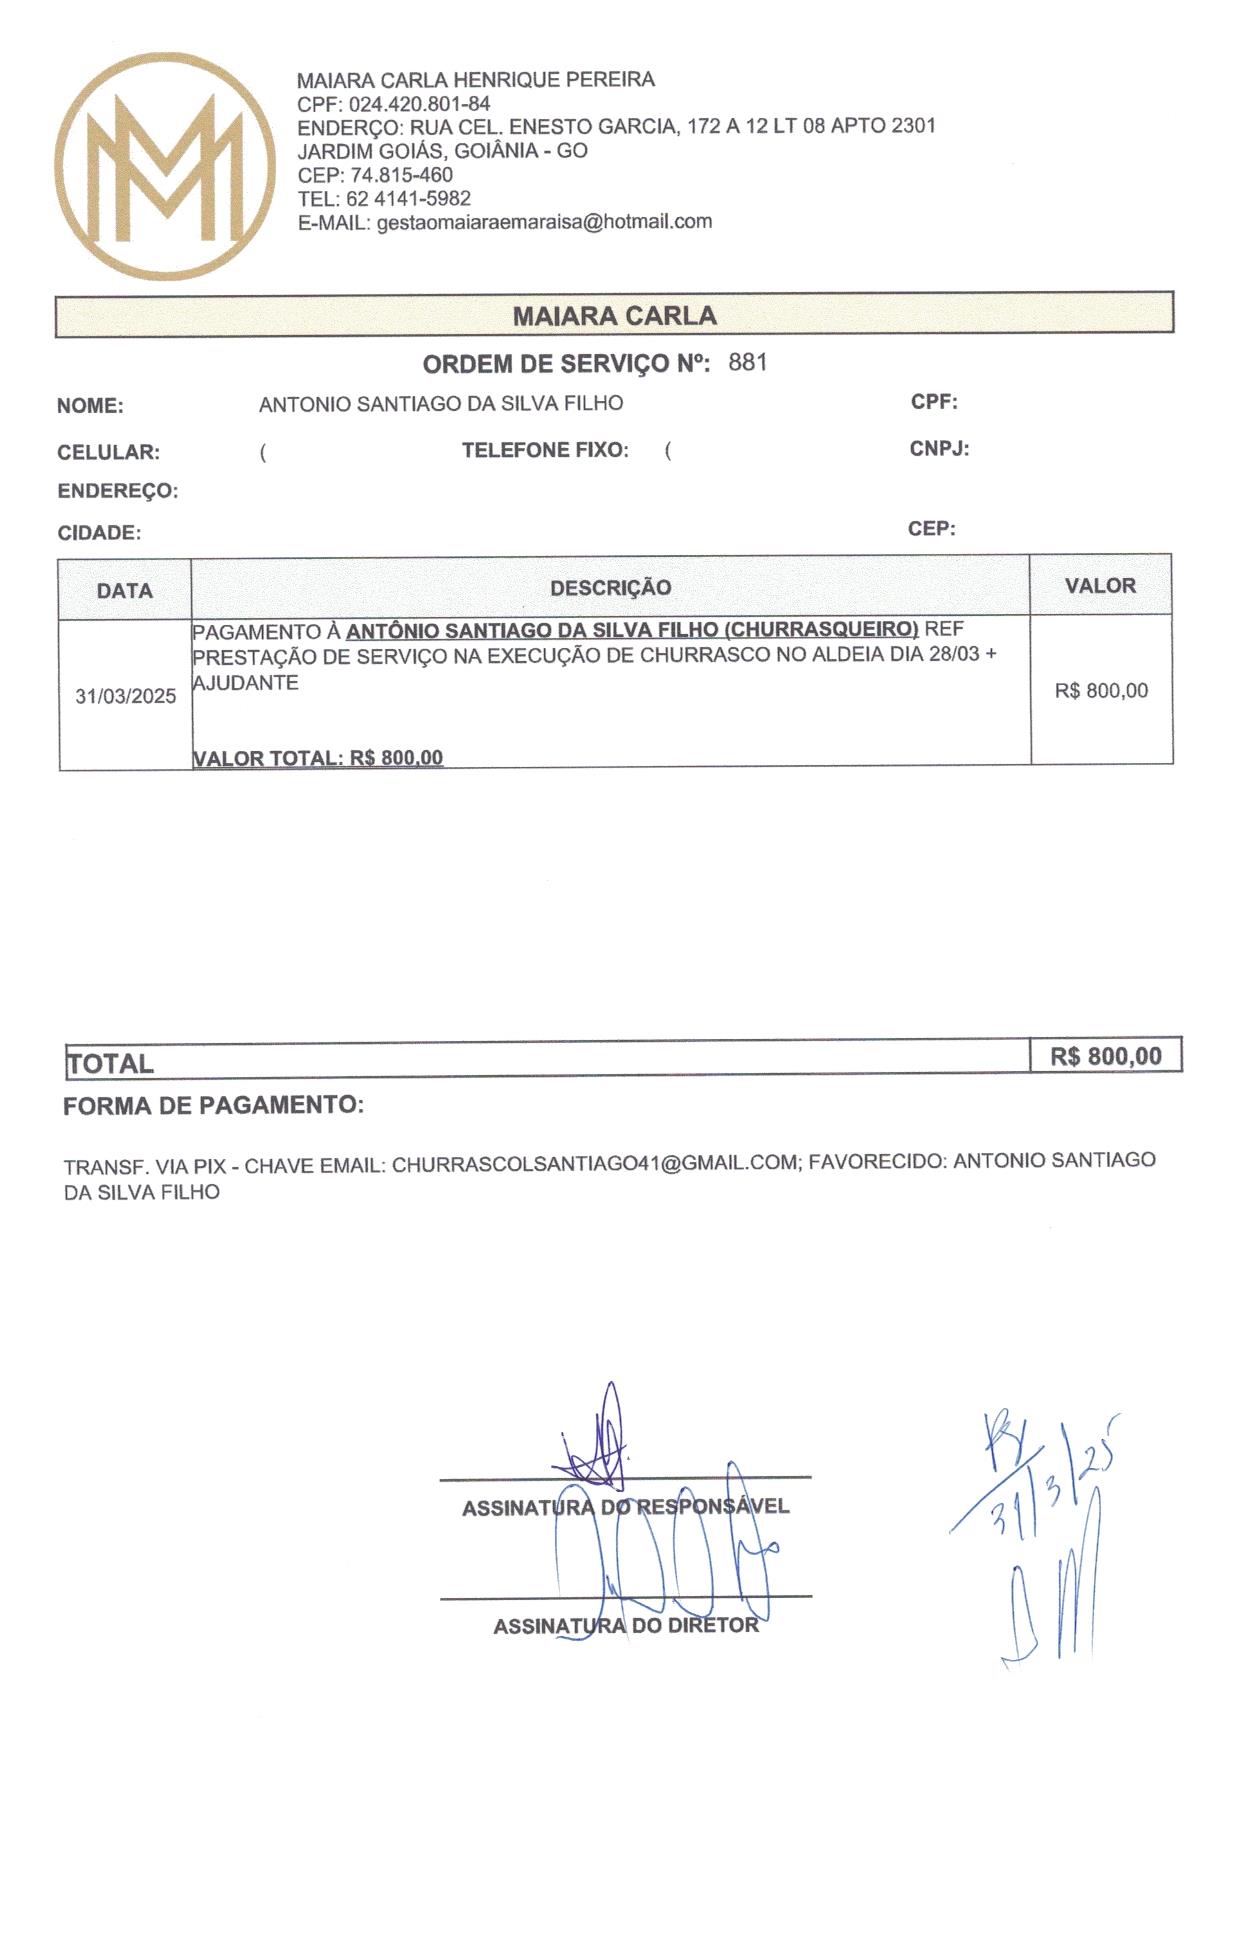 MAIARA CARLA HENRIQUE PEREIRA
CPF: 024.420.801-84
ENDERÇO: RUA CEL. ENESTO GARCIA, 172 A 12 LT 08 APTO 2301
JARDIM GOIÁS, GOIÂNIA - GO
CEP: 74.815-460
TEL: 62 4141-5982
E-MAIL: gestaomaiaraemaraisa@hotmail.com
MAIARA CARLA
ORDEM DE SERVIÇO Nº: 881
NOME: ANTONIO SANTIAGO DA SILVA FILHO CPF:
CELULAR: ( TELEFONE FIXO: ( CNPJ:
ENDEREÇO:
CIDADE: CEP:
DATA DESCRIÇÃO VALOR
PAGAMENTO À ANTÔNIO SANTIAGO DA SILVA FILHO (CHURRASQUEIRO) REF
PRESTAÇÃO DE SERVIÇO NA EXECUÇÃO DE CHURRASCO NO ALDEIA DIA 28/03 +
AJUDANTE
31/03/2025 R$ 800,00
VALOR TOTAL: R$ 800,00
TOTAL R$ 800,00
FORMA DE PAGAMENTO:
TRANSF. VIA PIX - CHAVE EMAIL: CHURRASCOLSANTIAGO41@GMAIL.COM; FAVORECIDO: ANTONIO SANTIAGO
DA SILVA FILHO
ASSINATURA DO RESPONSÁVEL
31/3/25
ASSINATURA DO DIRETOR